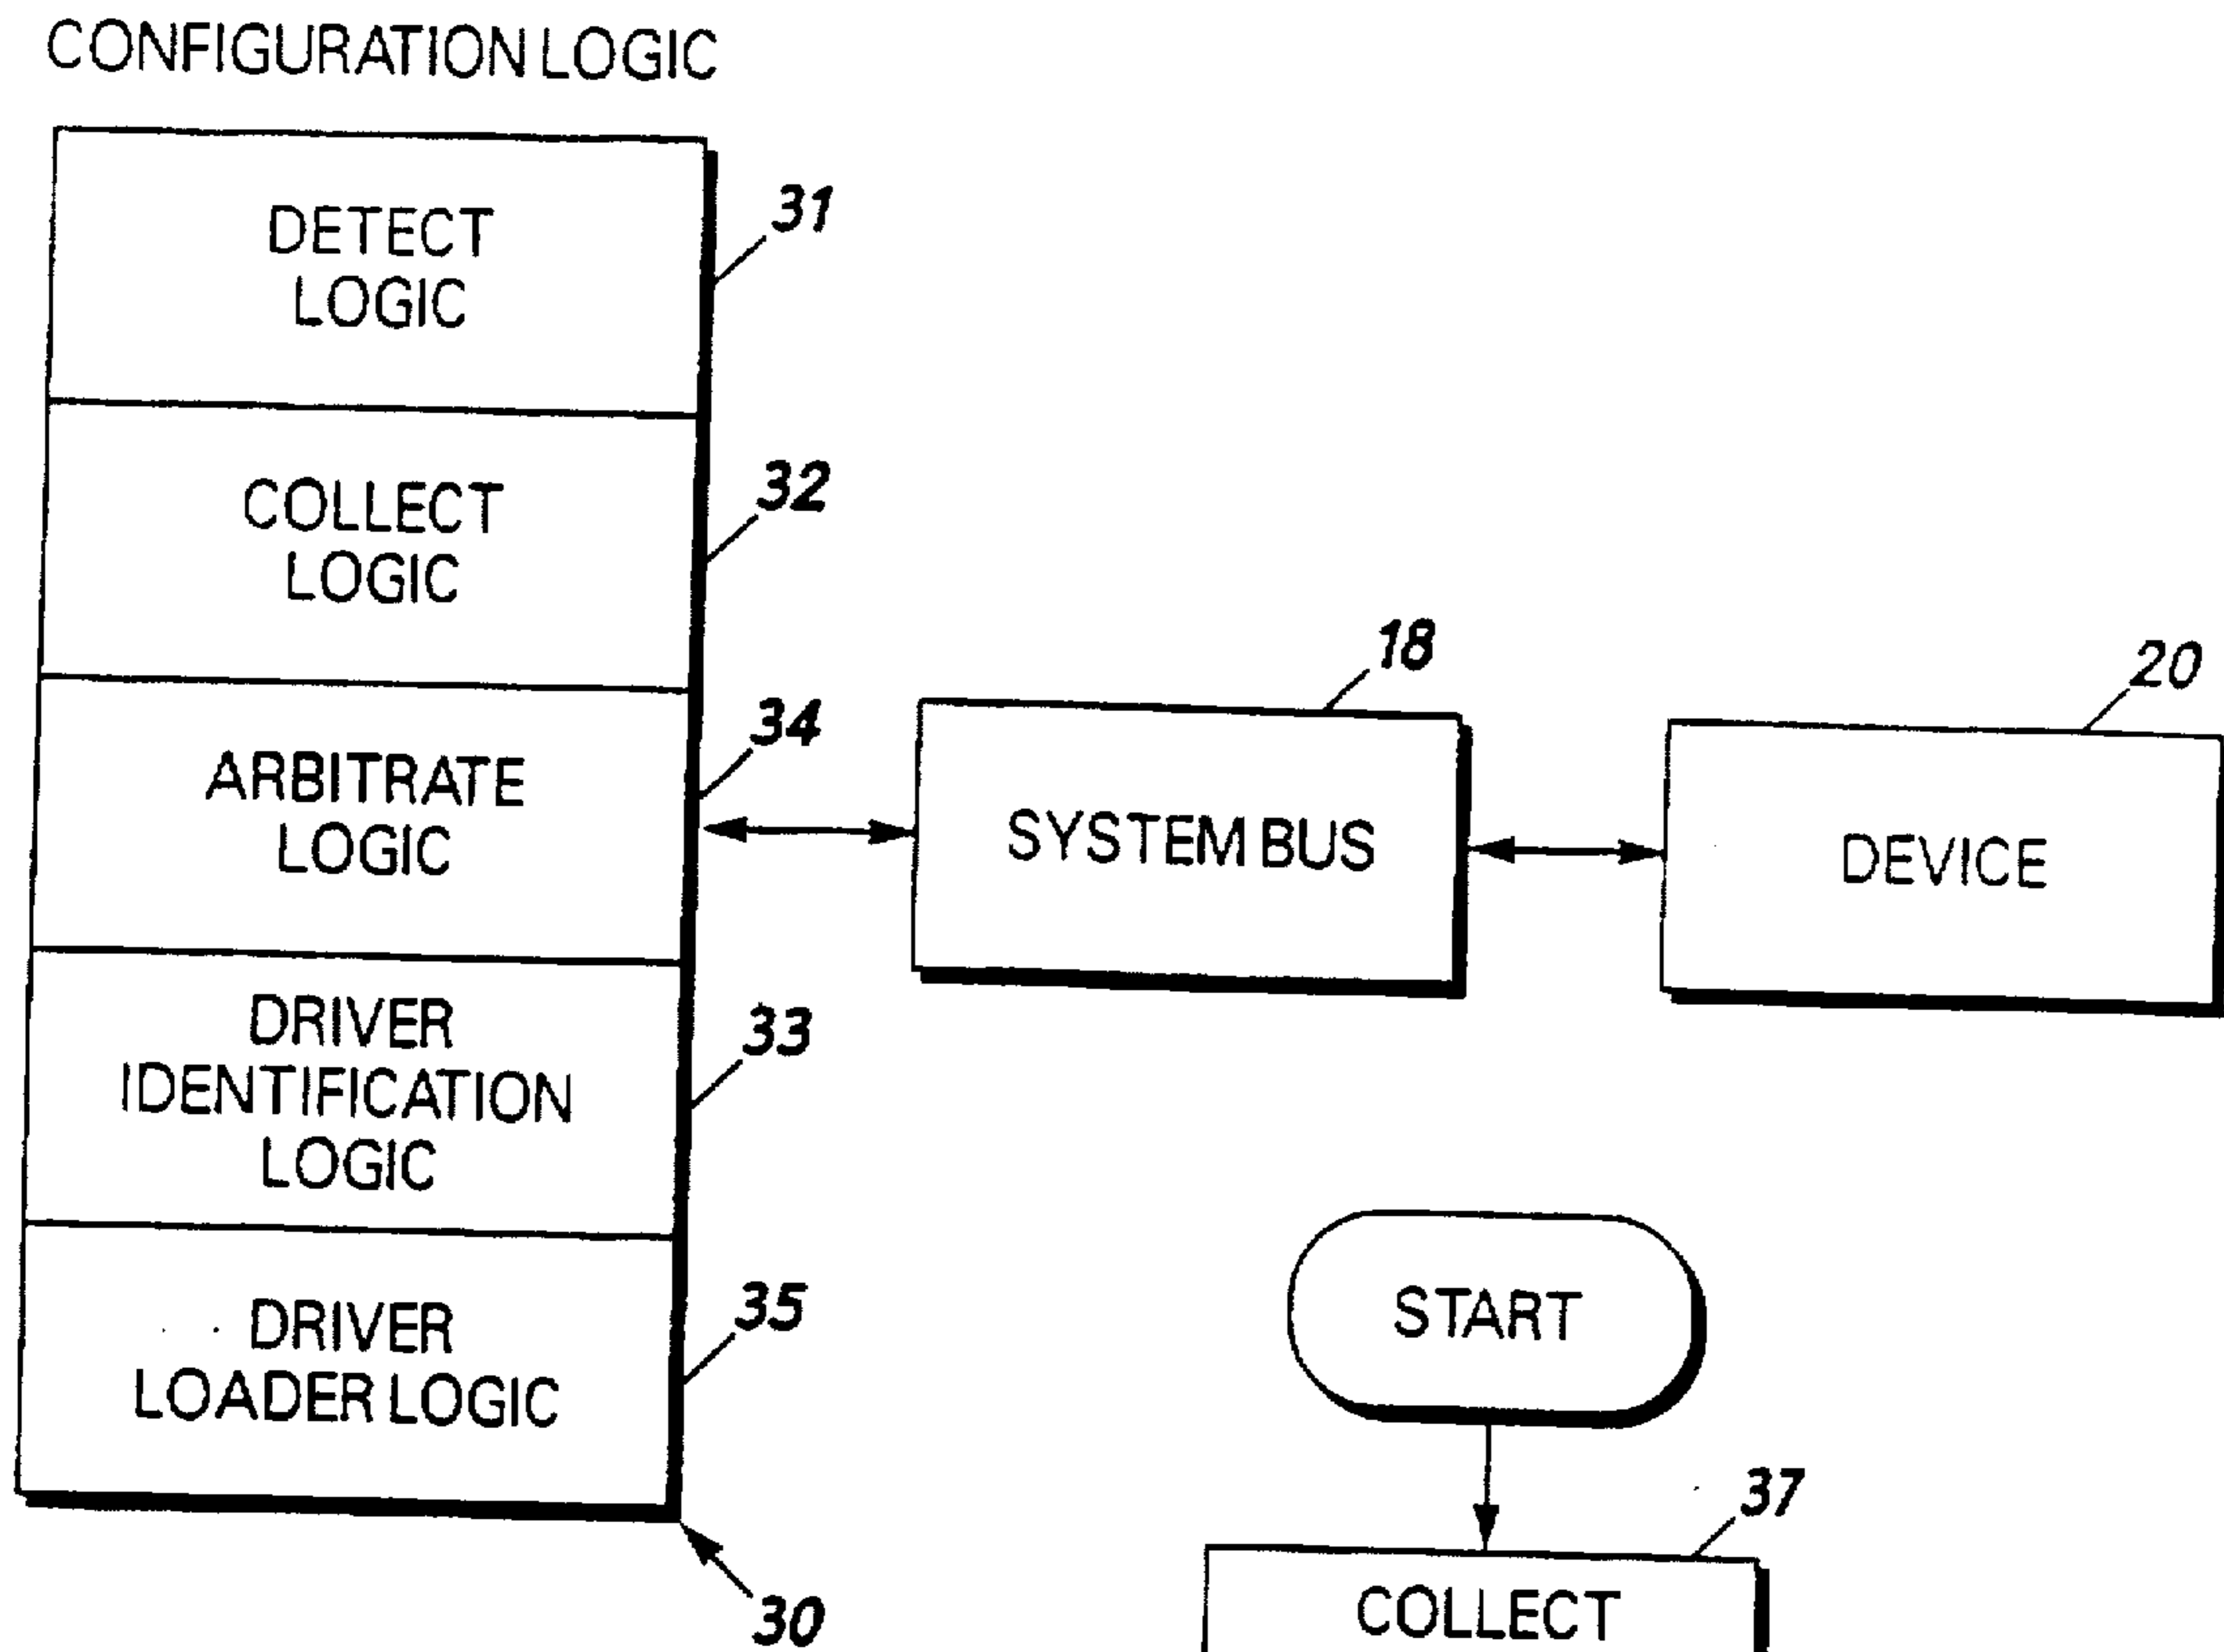 CONFIGURATION LOGIC
DETECT
LOGIC
31
COLLECT
LOGIC
32
ARBITRATE
LOGIC
34
DRIVER
IDENTIFICATION
LOGIC
33
DRIVER
LOADER LOGIC
35
30
18
SYSTEM BUS
20
DEVICE
START
37
COLLECT